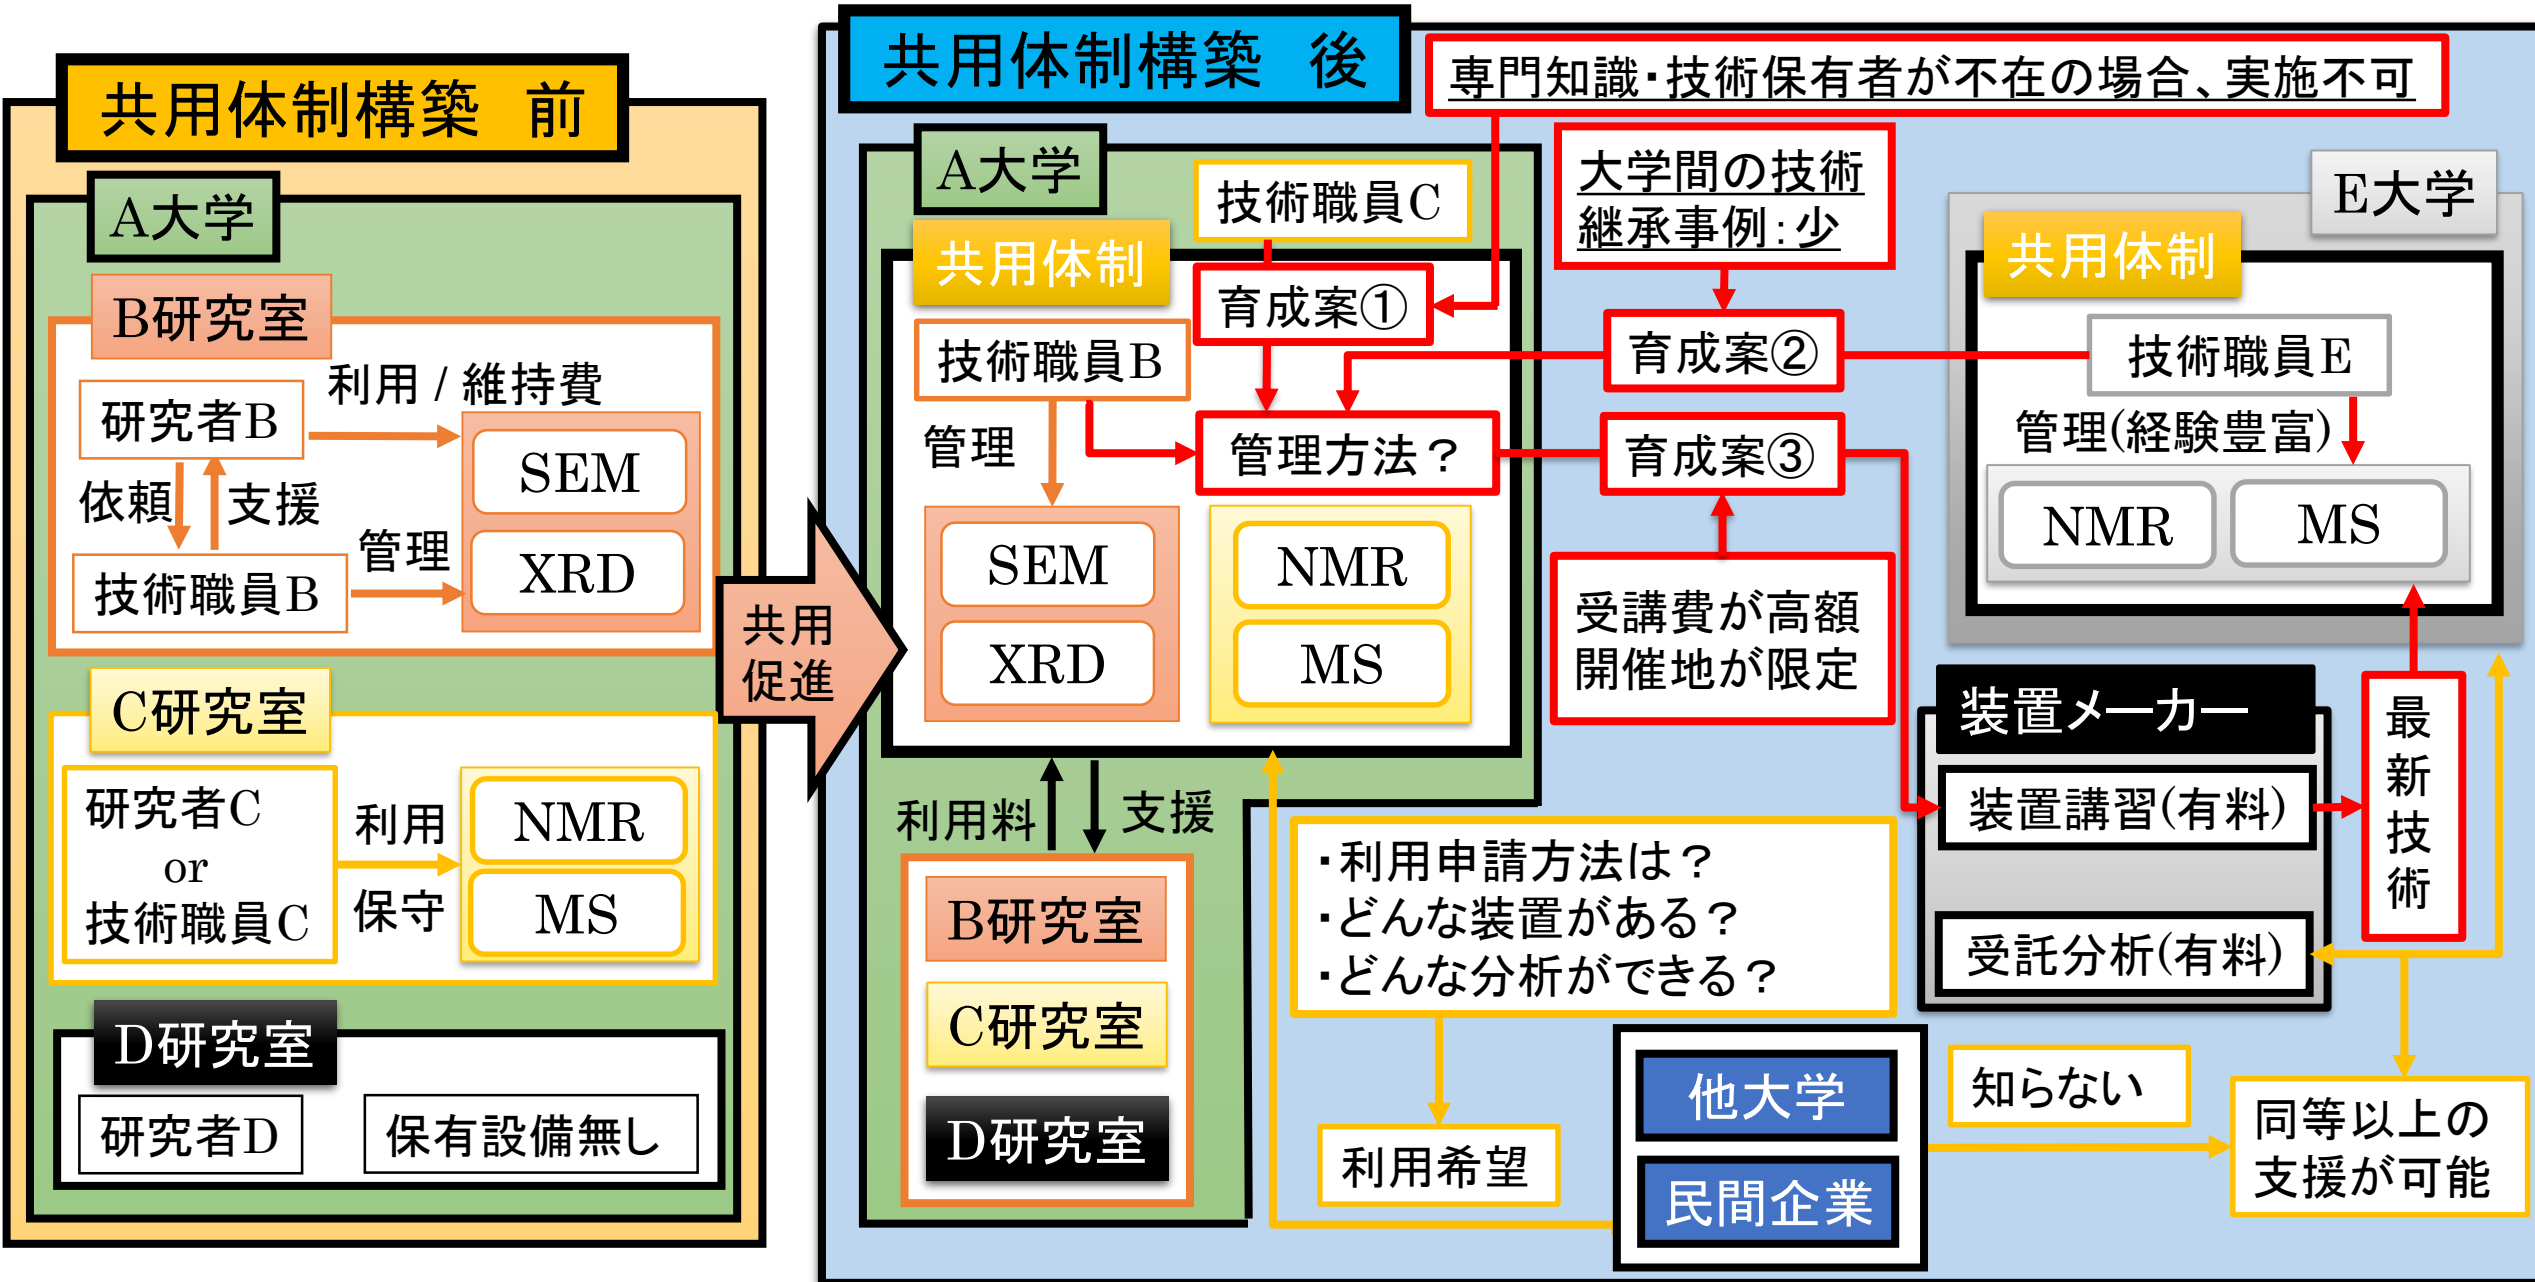 共用体制構築　前
A大学
B研究室
研究者B
利用 / 維持費
依頼
支援
技術職員B
管理
SEM
XRD
C研究室
研究者C
or
技術職員C
利用
保守
NMR
MS
D研究室
研究者D
保有設備無し
共用
促進
共用体制構築　後
専門知識・技術保有者が不在の場合、実施不可
A大学
技術職員C
共用体制
育成案①
技術職員B
管理
管理方法？
SEM
XRD
NMR
MS
利用料
支援
B研究室
C研究室
D研究室
大学間の技術
継承事例：少
育成案②
育成案③
受講費が高額
開催地が限定
E大学
共用体制
技術職員E
管理(経験豊富)
NMR
MS
装置メーカー
装置講習(有料)
受託分析(有料)
最
新
技
術
・利用申請方法は？
・どんな装置がある？
・どんな分析ができる？
利用希望
他大学
民間企業
知らない
同等以上の
支援が可能